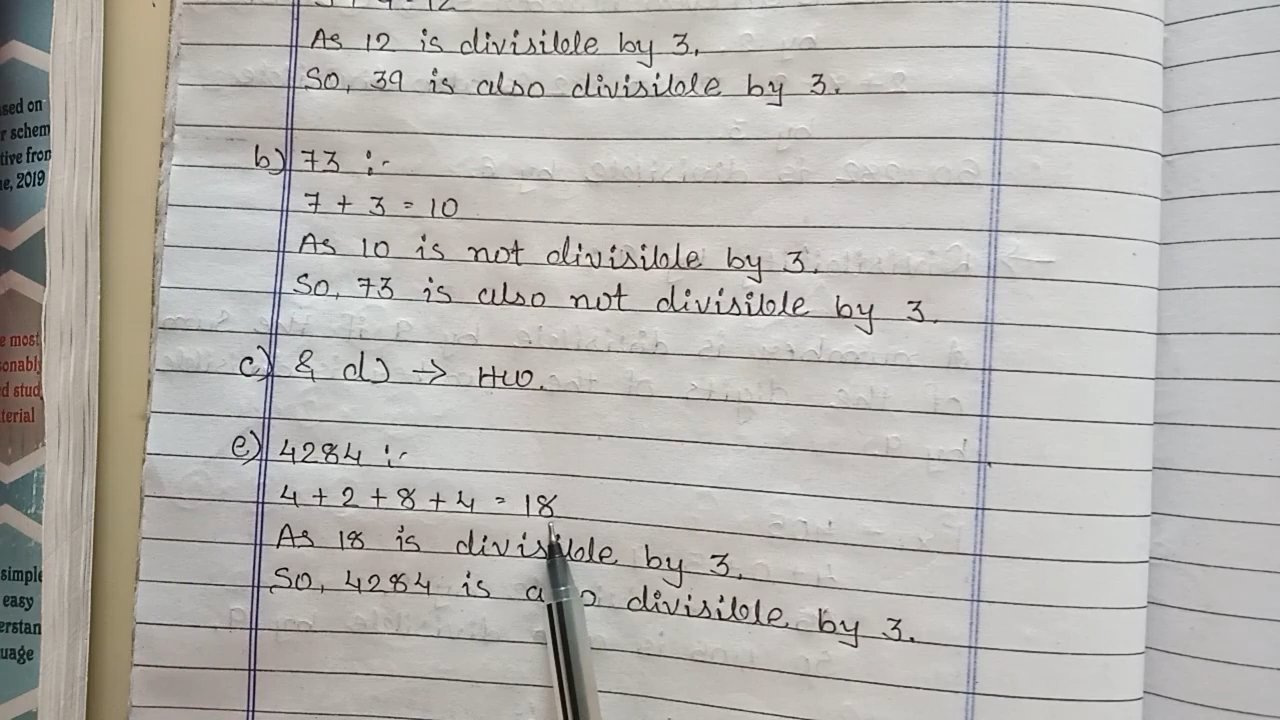 sed on
r schem
tive from
ne, 2019
e most
onably
d stud
terial
simple
easy
erstan
uage
As 12 is divisible by 3.
So, 39 is also divisible by 3.
b) 73 :-
7 + 3 = 10
As 10 is not divisible by 3.
So, 73 is also not divisible by 3.
c) & d) → HW.
e) 4284 :-
4 + 2 + 8 + 4 = 18
As 18 is divisible by 3.
So, 4284 is divisible by 3.